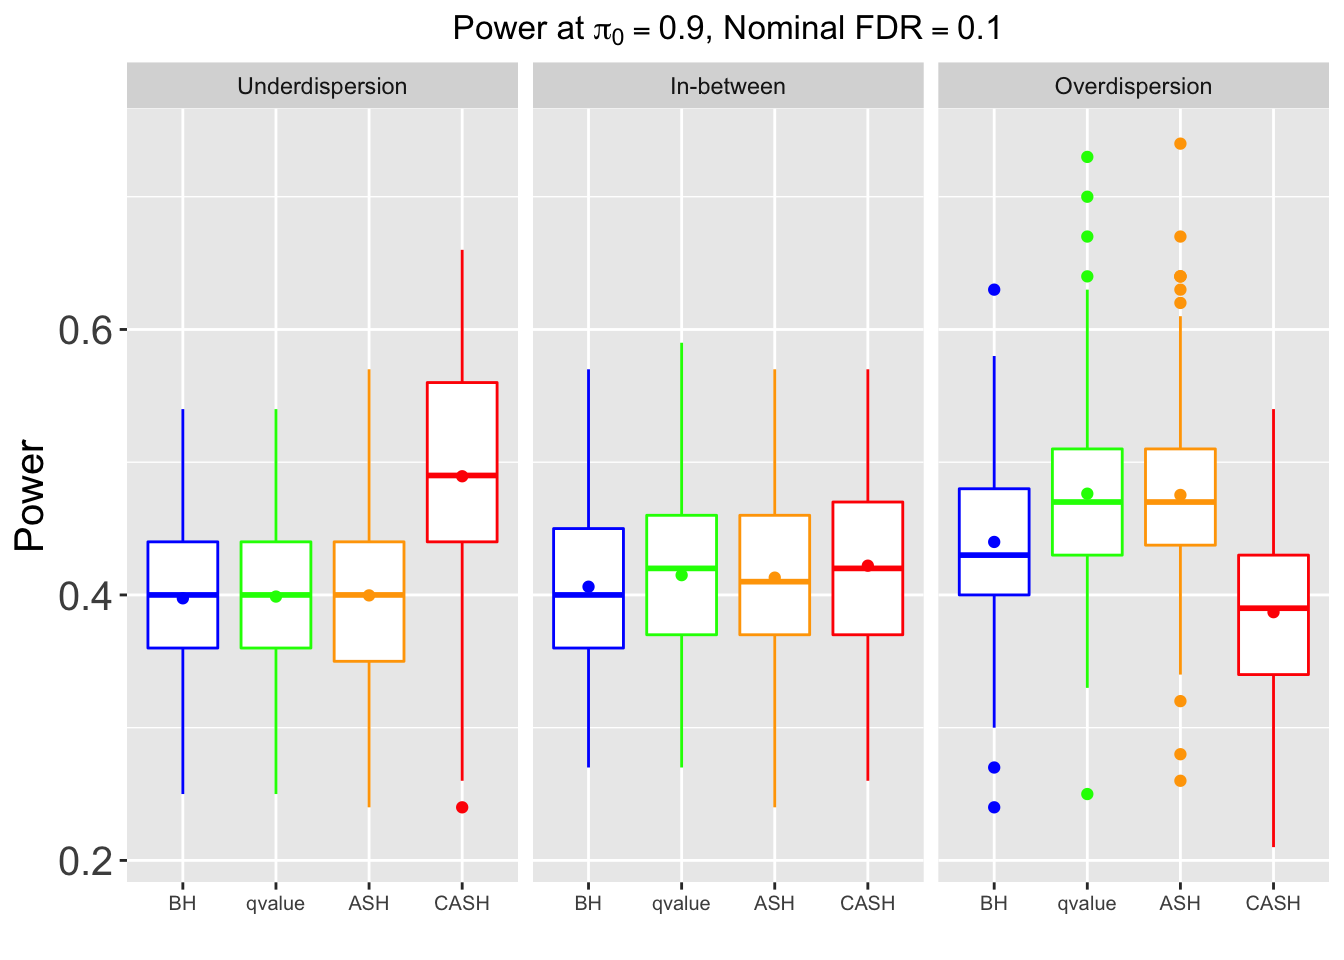 Power at π0 = 0.9, Nominal FDR = 0.1
Underdispersion In-between Overdispersion
Power
0.6
0.4
0.2
BH qvalue ASH CASH BH qvalue ASH CASH BH qvalue ASH CASH